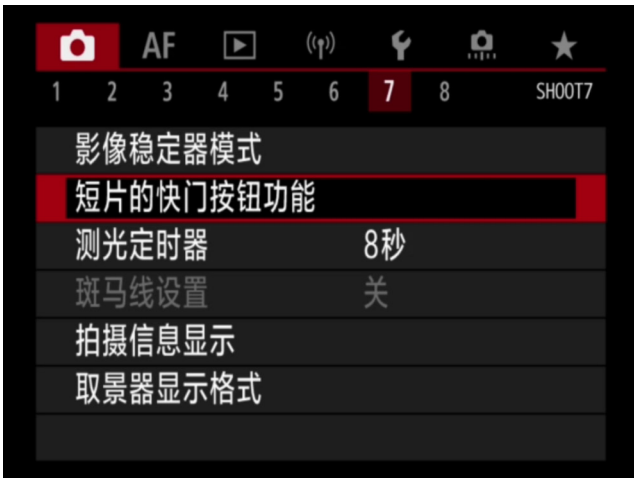 AF
1 2 3 4 5 6 7 8 SHOOT7
影像稳定器模式
短片的快门按钮功能
测光定时器 8秒
斑马线设置 关
拍摄信息显示
取景器显示格式